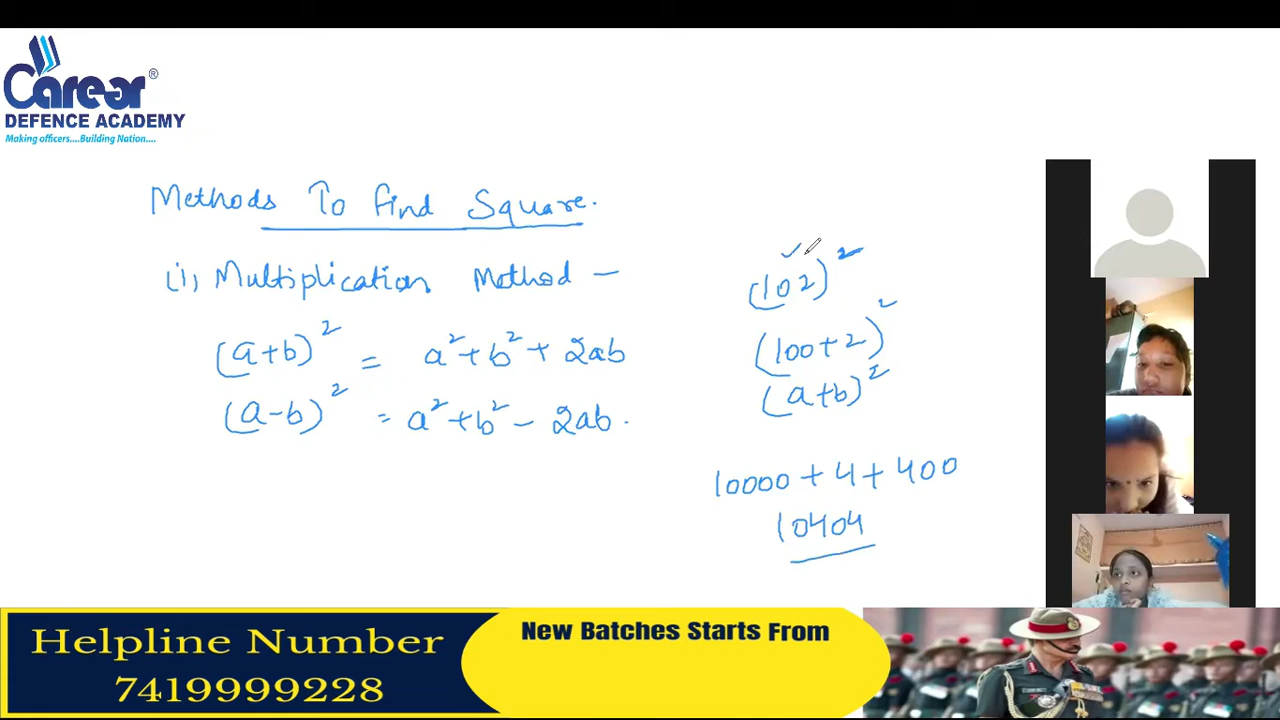 Carear®
DEFENCE ACADEMY
Making officers....Building Nation....
Methods To find Square.
(i) Multiplication Method –
(a+b)² = a²+b²+2ab
(a-b)² = a²+b²-2ab.
(102)²
(100+2)²
(a+b)²
10000+4+400
10404
Helpline Number
7419999228
New Batches Starts From